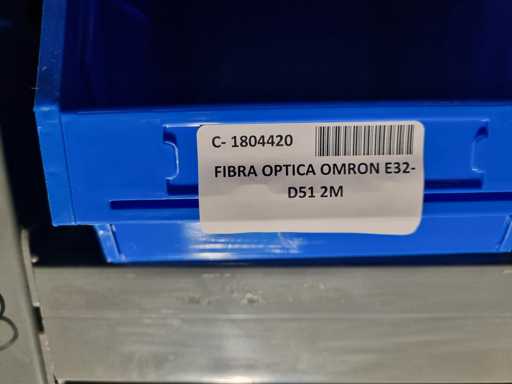 C- 1804420
FIBRA OPTICA OMRON E32-
D51 2M